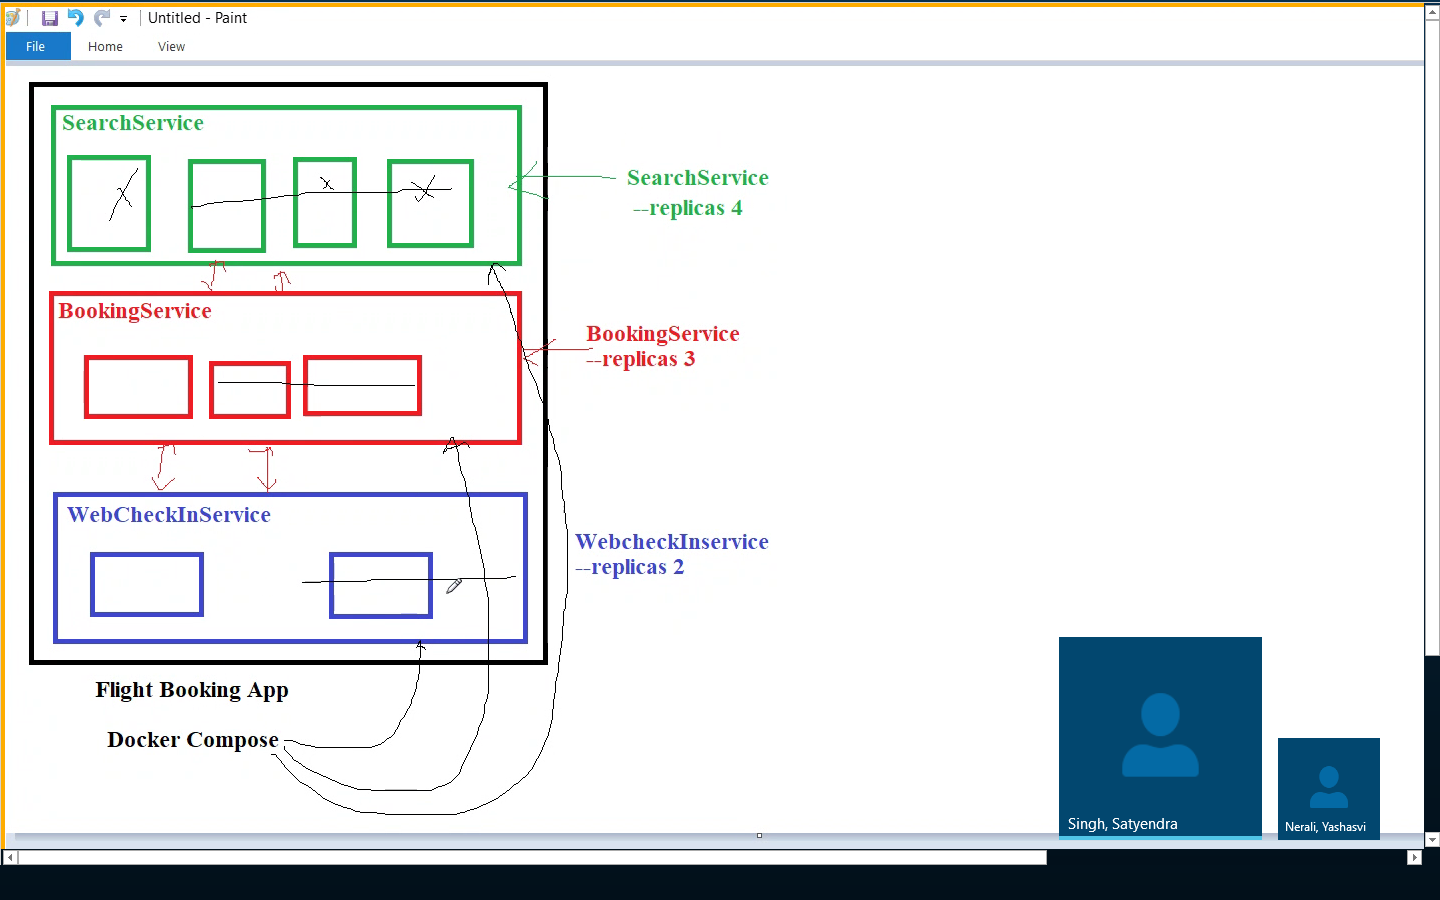 Untitled - Paint
File Home View
SearchService
SearchService
--replicas 4
BookingService
BookingService
--replicas 3
WebCheckInService
WebcheckInservice
--replicas 2
Flight Booking App
Docker Compose
Singh, Satyendra
Nerali, Yashasvi